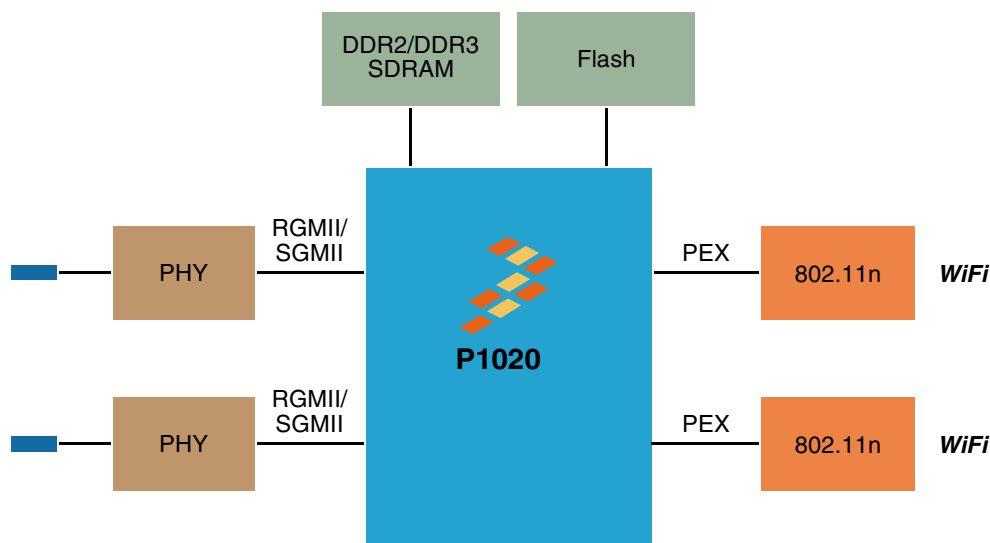 DDR2/DDR3
SDRAM
Flash
RGMII/
SGMII
PHY
PEX
802.11n
WiFi
P1020
RGMII/
SGMII
PHY
PEX
802.11n
WiFi